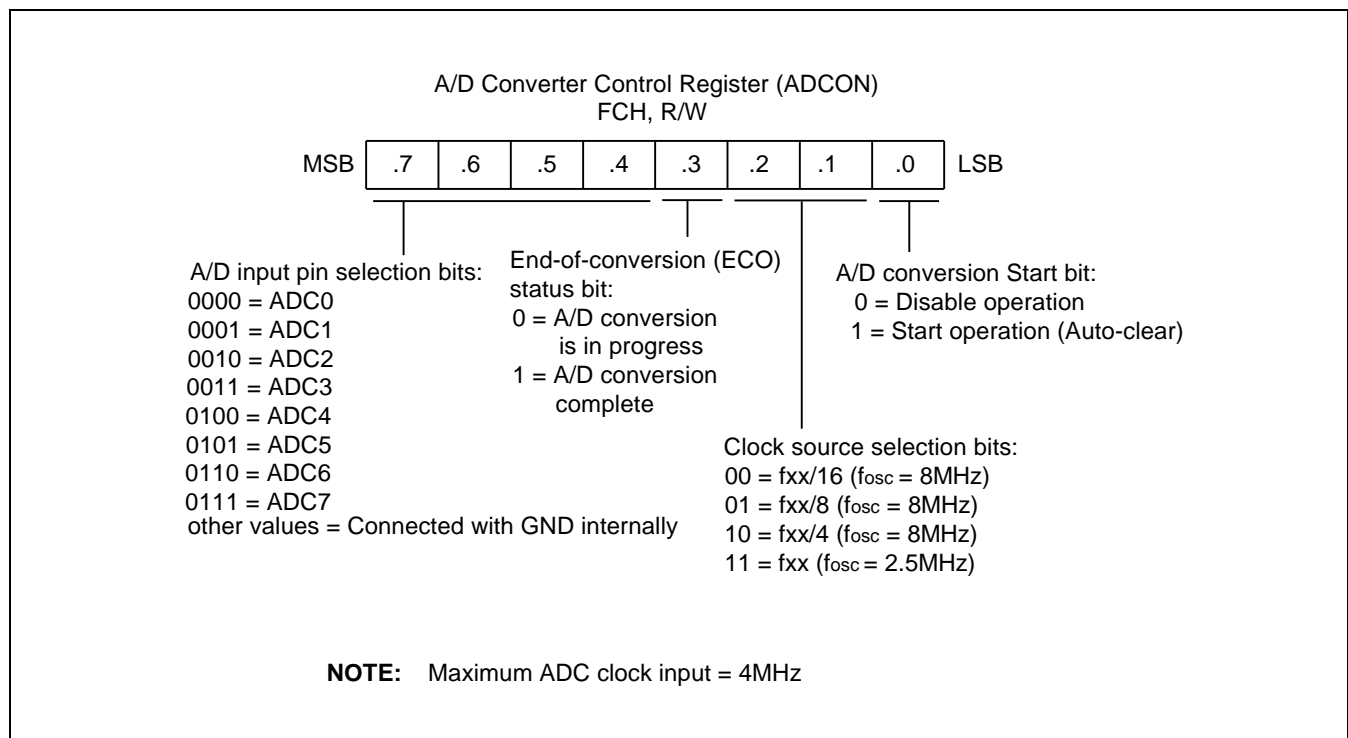 A/D Converter Control Register (ADCON)
FCH, R/W
MSB .7 .6 .5 .4 .3 .2 .1 .0 LSB
A/D input pin selection bits:
0000 = ADC0
0001 = ADC1
0010 = ADC2
0011 = ADC3
0100 = ADC4
0101 = ADC5
0110 = ADC6
0111 = ADC7
other values = Connected with GND internally
End-of-conversion (ECO)
status bit:
0 = A/D conversion
is in progress
1 = A/D conversion
complete
Clock source selection bits:
00 = fxx/16 (fosc = 8MHz)
01 = fxx/8 (fosc = 8MHz)
10 = fxx/4 (fosc = 8MHz)
11 = fxx (fosc = 2.5MHz)
A/D conversion Start bit:
0 = Disable operation
1 = Start operation (Auto-clear)
NOTE: Maximum ADC clock input = 4MHz